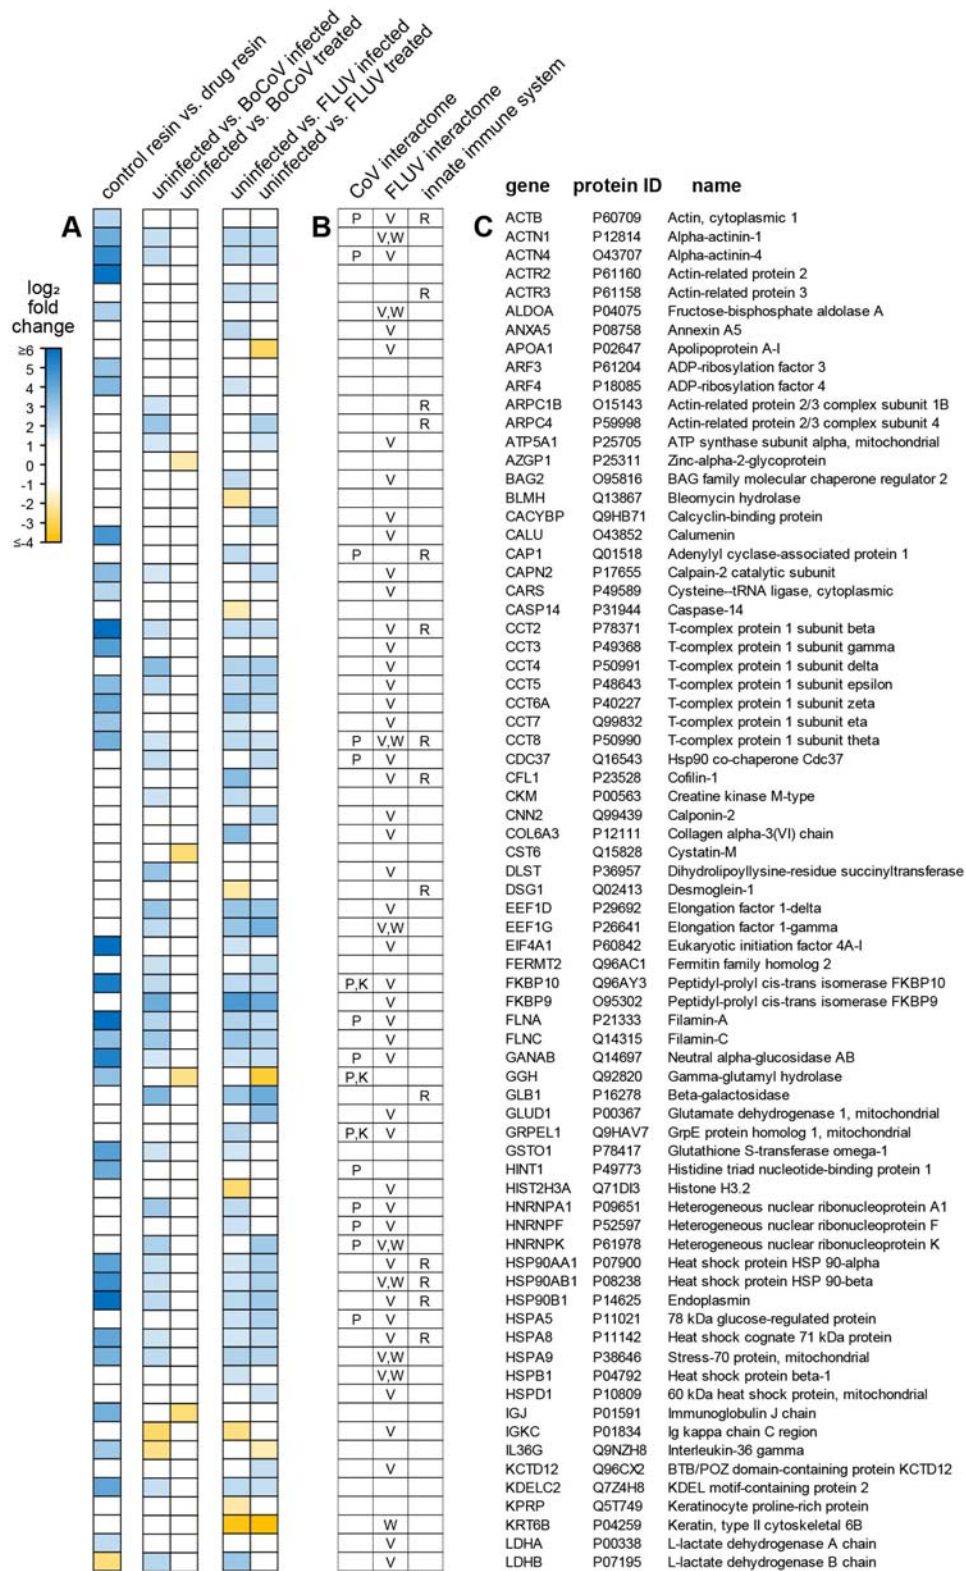 control resin vs. drug resin
uninfected vs. BoCoV infected
uninfected vs. BoCoV treated
uninfected vs. FLUV infected
uninfected vs. FLUV treated
CoV interactome
FLUV interactome
innate immune system
gene protein ID name
A
B
C
log₂
fold
change
≥6
5
4
3
2
1
0
-1
-2
-3
≤-4
P V R ACTB P60709 Actin, cytoplasmic 1
V,W ACTN1 P12814 Alpha-actinin-1
P V ACTN4 O43707 Alpha-actinin-4
ACTR2 P61160 Actin-related protein 2
R ACTR3 P61158 Actin-related protein 3
V,W ALDOA P04075 Fructose-bisphosphate aldolase A
V ANXA5 P08758 Annexin A5
V APOA1 P02647 Apolipoprotein A-I
ARF3 P61204 ADP-ribosylation factor 3
ARF4 P18085 ADP-ribosylation factor 4
R ARPC1B O15143 Actin-related protein 2/3 complex subunit 1B
R ARPC4 P59998 Actin-related protein 2/3 complex subunit 4
V ATP5A1 P25705 ATP synthase subunit alpha, mitochondrial
AZGP1 P25311 Zinc-alpha-2-glycoprotein
V BAG2 O95816 BAG family molecular chaperone regulator 2
BLMH Q13867 Bleomycin hydrolase
V CACYBP Q9HB71 Calcyclin-binding protein
V CALU O43852 Calumenin
P R CAP1 Q01518 Adenylyl cyclase-associated protein 1
V CAPN2 P17655 Calpain-2 catalytic subunit
V CARS P49589 Cysteine--tRNA ligase, cytoplasmic
CASP14 P31944 Caspase-14
V R CCT2 P78371 T-complex protein 1 subunit beta
V CCT3 P49368 T-complex protein 1 subunit gamma
V CCT4 P50991 T-complex protein 1 subunit delta
V CCT5 P48643 T-complex protein 1 subunit epsilon
V CCT6A P40227 T-complex protein 1 subunit zeta
V CCT7 Q99832 T-complex protein 1 subunit eta
P V,W R CCT8 P50990 T-complex protein 1 subunit theta
P V CDC37 Q16543 Hsp90 co-chaperone Cdc37
V R CFL1 P23528 Cofilin-1
CKM P00563 Creatine kinase M-type
V CNN2 Q99439 Calponin-2
V COL6A3 P12111 Collagen alpha-3(VI) chain
CST6 Q15828 Cystatin-M
V DLST P36957 Dihydrolipoyllysine-residue succinyltransferase
R DSG1 Q02413 Desmoglein-1
V EEF1D P29692 Elongation factor 1-delta
V,W EEF1G P26641 Elongation factor 1-gamma
V EIF4A1 P60842 Eukaryotic initiation factor 4A-I
FERMT2 Q96AC1 Fermitin family homolog 2
P,K V FKBP10 Q96AY3 Peptidyl-prolyl cis-trans isomerase FKBP10
V FKBP9 O95302 Peptidyl-prolyl cis-trans isomerase FKBP9
P V FLNA P21333 Filamin-A
V FLNC Q14315 Filamin-C
P V GANAB Q14697 Neutral alpha-glucosidase AB
P,K GGH Q92820 Gamma-glutamyl hydrolase
R GLB1 P16278 Beta-galactosidase
V GLUD1 P00367 Glutamate dehydrogenase 1, mitochondrial
P,K V GRPEL1 Q9HAV7 GrpE protein homolog 1, mitochondrial
GSTO1 P78417 Glutathione S-transferase omega-1
P HINT1 P49773 Histidine triad nucleotide-binding protein 1
V HIST2H3A Q71DI3 Histone H3.2
P V HNRNPA1 P09651 Heterogeneous nuclear ribonucleoprotein A1
P V HNRNPF P52597 Heterogeneous nuclear ribonucleoprotein F
P V,W HNRNPK P61978 Heterogeneous nuclear ribonucleoprotein K
V R HSP90AA1 P07900 Heat shock protein HSP 90-alpha
V,W R HSP90AB1 P08238 Heat shock protein HSP 90-beta
V R HSP90B1 P14625 Endoplasmin
P V HSPA5 P11021 78 kDa glucose-regulated protein
V R HSPA8 P11142 Heat shock cognate 71 kDa protein
V,W HSPA9 P38646 Stress-70 protein, mitochondrial
V,W HSPB1 P04792 Heat shock protein beta-1
V HSPD1 P10809 60 kDa heat shock protein, mitochondrial
IGJ P01591 Immunoglobulin J chain
V IGKC P01834 Ig kappa chain C region
IL36G Q9NZH8 Interleukin-36 gamma
V KCTD12 Q96CX2 BTB/POZ domain-containing protein KCTD12
KDELC2 Q7Z4H8 KDEL motif-containing protein 2
KPRP Q5T749 Keratinocyte proline-rich protein
W KRT6B P04259 Keratin, type II cytoskeletal 6B
V LDHA P00338 L-lactate dehydrogenase A chain
V LDHB P07195 L-lactate dehydrogenase B chain